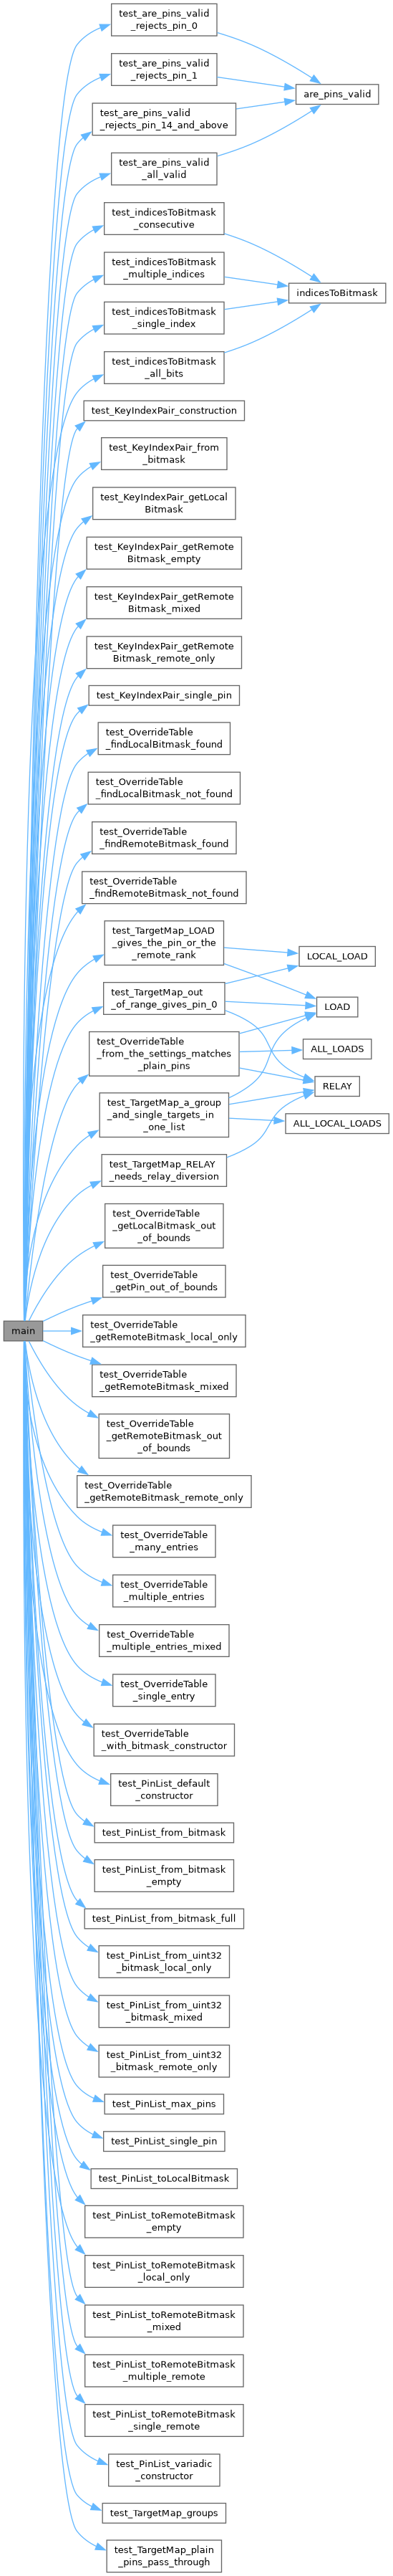 test_are_pins_valid
_rejects_pin_0
test_are_pins_valid
_rejects_pin_1
are_pins_valid
test_are_pins_valid
_rejects_pin_14_and_above
test_are_pins_valid
_all_valid
test_indicesToBitmask
_consecutive
test_indicesToBitmask
_multiple_indices
indicesToBitmask
test_indicesToBitmask
_single_index
test_indicesToBitmask
_all_bits
test_KeyIndexPair_construction
test_KeyIndexPair_from
_bitmask
test_KeyIndexPair_getLocal
Bitmask
test_KeyIndexPair_getRemote
Bitmask_empty
test_KeyIndexPair_getRemote
Bitmask_mixed
test_KeyIndexPair_getRemote
Bitmask_remote_only
test_KeyIndexPair_single_pin
test_OverrideTable
_findLocalBitmask_found
test_OverrideTable
_findLocalBitmask_not_found
test_OverrideTable
_findRemoteBitmask_found
test_OverrideTable
_findRemoteBitmask_not_found
test_TargetMap_LOAD
_gives_the_pin_or_the
_remote_rank
LOCAL_LOAD
test_TargetMap_out
_of_range_gives_pin_0
LOAD
test_OverrideTable
_from_the_settings_matches
_plain_pins
ALL_LOADS
RELAY
test_TargetMap_a_group
_and_single_targets_in
_one_list
ALL_LOCAL_LOADS
test_TargetMap_RELAY
_needs_relay_diversion
test_OverrideTable
_getLocalBitmask_out
_of_bounds
test_OverrideTable
_getPin_out_of_bounds
main
test_OverrideTable
_getRemoteBitmask_local_only
test_OverrideTable
_getRemoteBitmask_mixed
test_OverrideTable
_getRemoteBitmask_out
_of_bounds
test_OverrideTable
_getRemoteBitmask_remote_only
test_OverrideTable
_many_entries
test_OverrideTable
_multiple_entries
test_OverrideTable
_multiple_entries_mixed
test_OverrideTable
_single_entry
test_OverrideTable
_with_bitmask_constructor
test_PinList_default
_constructor
test_PinList_from_bitmask
test_PinList_from_bitmask
_empty
test_PinList_from_bitmask_full
test_PinList_from_uint32
_bitmask_local_only
test_PinList_from_uint32
_bitmask_mixed
test_PinList_from_uint32
_bitmask_remote_only
test_PinList_max_pins
test_PinList_single_pin
test_PinList_toLocalBitmask
test_PinList_toRemoteBitmask
_empty
test_PinList_toRemoteBitmask
_local_only
test_PinList_toRemoteBitmask
_mixed
test_PinList_toRemoteBitmask
_multiple_remote
test_PinList_toRemoteBitmask
_single_remote
test_PinList_variadic
_constructor
test_TargetMap_groups
test_TargetMap_plain
_pins_pass_through